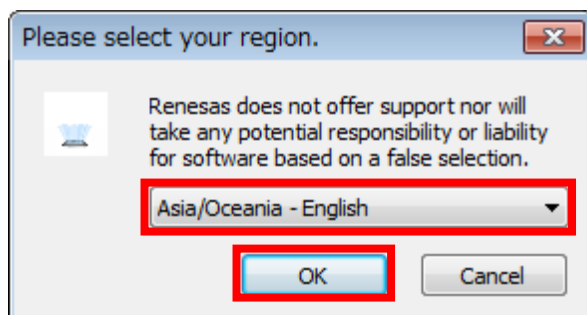 Please select your region.
Renesas does not offer support nor will
take any potential responsibility or liability
for software based on a false selection.
Asia/Oceania - English
OK
Cancel